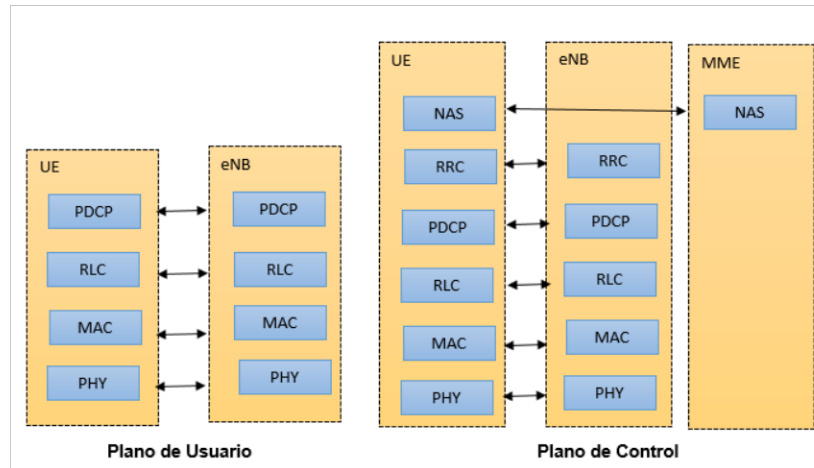 UE
eNB
PDCP
PDCP
RLC
RLC
MAC
MAC
PHY
PHY
Plano de Usuario
UE
eNB
MME
NAS
NAS
RRC
RRC
PDCP
PDCP
RLC
RLC
MAC
MAC
PHY
PHY
Plano de Control